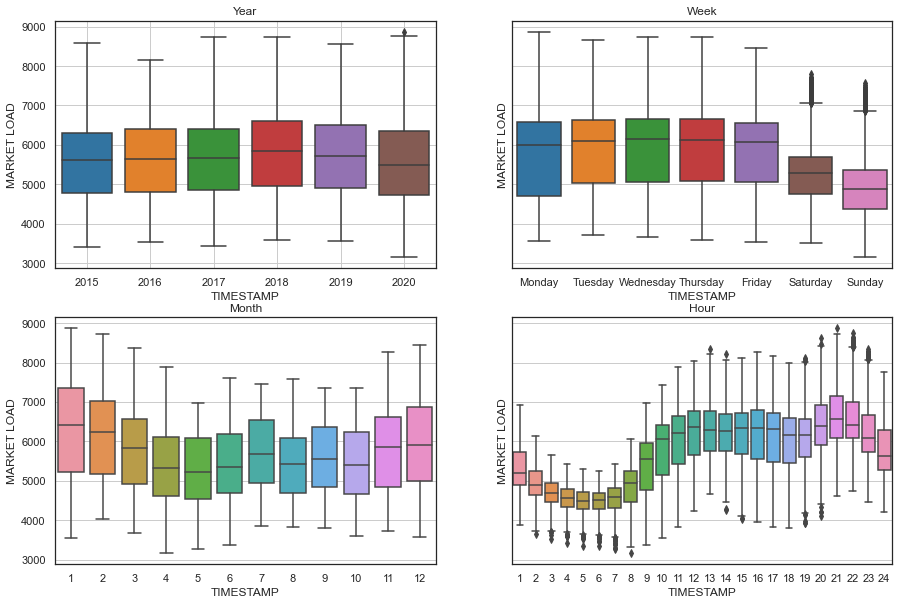 Year
9000
8000
7000
6000
5000
4000
3000
MARKET LOAD
2015 2016 2017 2018 2019 2020
TIMESTAMP
Week
MARKET LOAD
Monday Tuesday Wednesday Thursday Friday Saturday Sunday
TIMESTAMP
Month
9000
8000
7000
6000
5000
4000
3000
MARKET LOAD
1 2 3 4 5 6 7 8 9 10 11 12
TIMESTAMP
Hour
MARKET LOAD
1 2 3 4 5 6 7 8 9 10 11 12 13 14 15 16 17 18 19 20 21 22 23 24
TIMESTAMP